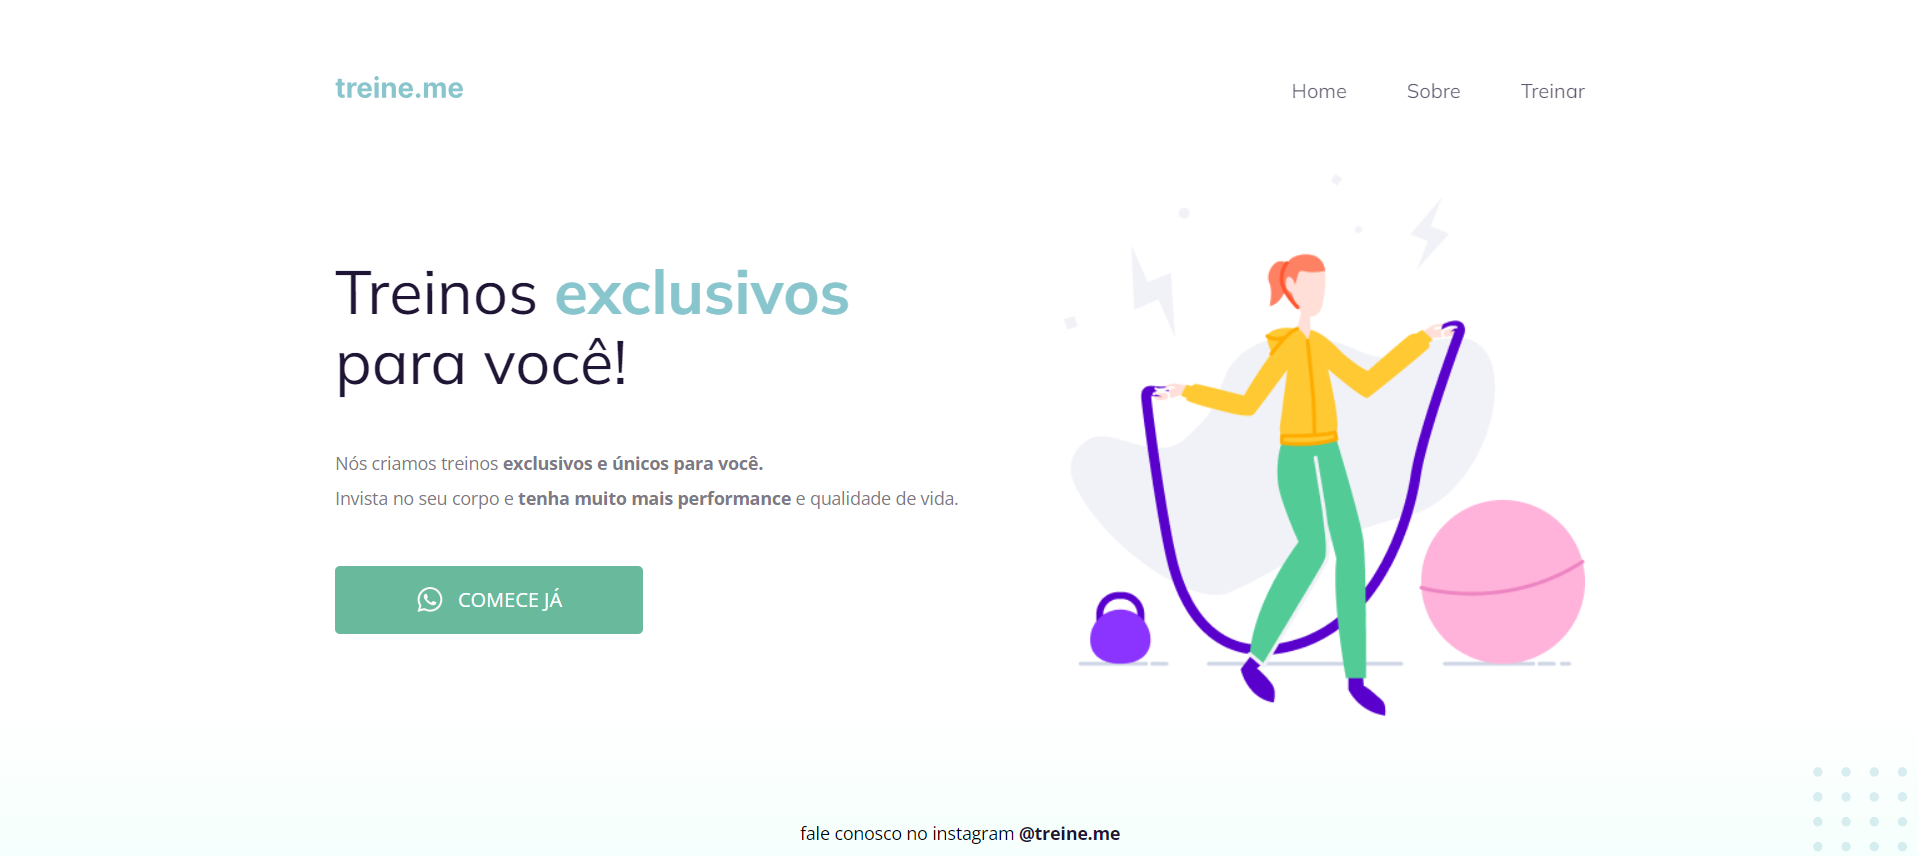 treine.me
Home Sobre Treinar
Treinos exclusivos
para você!
Nós criamos treinos exclusivos e únicos para você.
Invista no seu corpo e tenha muito mais performance e qualidade de vida.
COMECE JÁ
fale conosco no instagram @treine.me